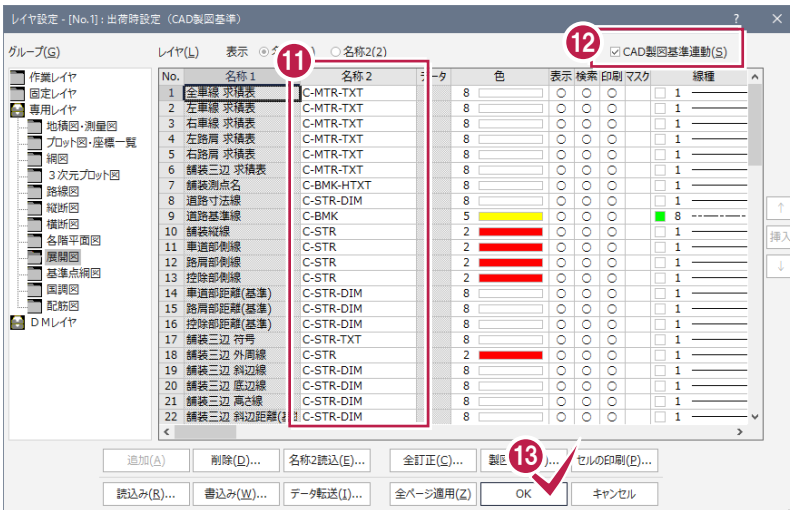 レイヤ設定 - [No.1] : 出荷時設定（CAD製図基準） ? ×
グループ(G) レイヤ(L) 表示 ○名称2(2) 12 ☑ CAD製図基準連動(S)
11
作業レイヤ
固定レイヤ
専用レイヤ
地積図・測量図
プロット図・座標一覧
網図
3次元プロット図
路線図
縦断図
横断図
各階平面図
展開図
基準点網図
国調図
配筋図
DMレイヤ
No. 名称1 名称2 データ 色 表示 検索 印刷 マスク 線種
1 全車線 求積表 C-MTR-TXT 8 ○ ○ ○ 1
2 左車線 求積表 C-MTR-TXT 8 ○ ○ ○ 1
3 右車線 求積表 C-MTR-TXT 8 ○ ○ ○ 1
4 左路肩 求積表 C-MTR-TXT 8 ○ ○ ○ 1
5 右路肩 求積表 C-MTR-TXT 8 ○ ○ ○ 1
6 舗装三辺 求積表 C-MTR-TXT 8 ○ ○ ○ 1
7 舗装測点名 C-BMK-HTXT 8 ○ ○ ○ 1
8 道路寸法線 C-STR-DIM 8 ○ ○ ○ 1
9 道路基準線 C-BMK 5 ○ ○ ○ 8
10 舗装縦線 C-STR 2 ○ ○ ○ 1
11 車道部側線 C-STR 2 ○ ○ ○ 1
12 路肩部側線 C-STR 2 ○ ○ ○ 1
13 控除部側線 C-STR 2 ○ ○ ○ 1
14 車道部距離(基準) C-STR-DIM 8 ○ ○ ○ 1
15 路肩部距離(基準) C-STR-DIM 8 ○ ○ ○ 1
16 控除部距離(基準) C-STR-DIM 8 ○ ○ ○ 1
17 舗装三辺 符号 C-STR-TXT 8 ○ ○ ○ 1
18 舗装三辺 外周線 C-STR 2 ○ ○ ○ 1
19 舗装三辺 斜辺線 C-STR-DIM 8 ○ ○ ○ 1
20 舗装三辺 底辺線 C-STR-DIM 8 ○ ○ ○ 1
21 舗装三辺 高さ線 C-STR-DIM 8 ○ ○ ○ 1
22 舗装三辺 斜辺距離( C-STR-DIM 8 ○ ○ ○ 1
↑
挿入
↓
追加(A) 削除(D)... 名称2読込(E)... 全訂正(C)... 製図 13 )... セルの印刷(P)...
読込み(R)... 書込み(W)... データ転送(I)... 全ページ適用(Z) OK キャンセル